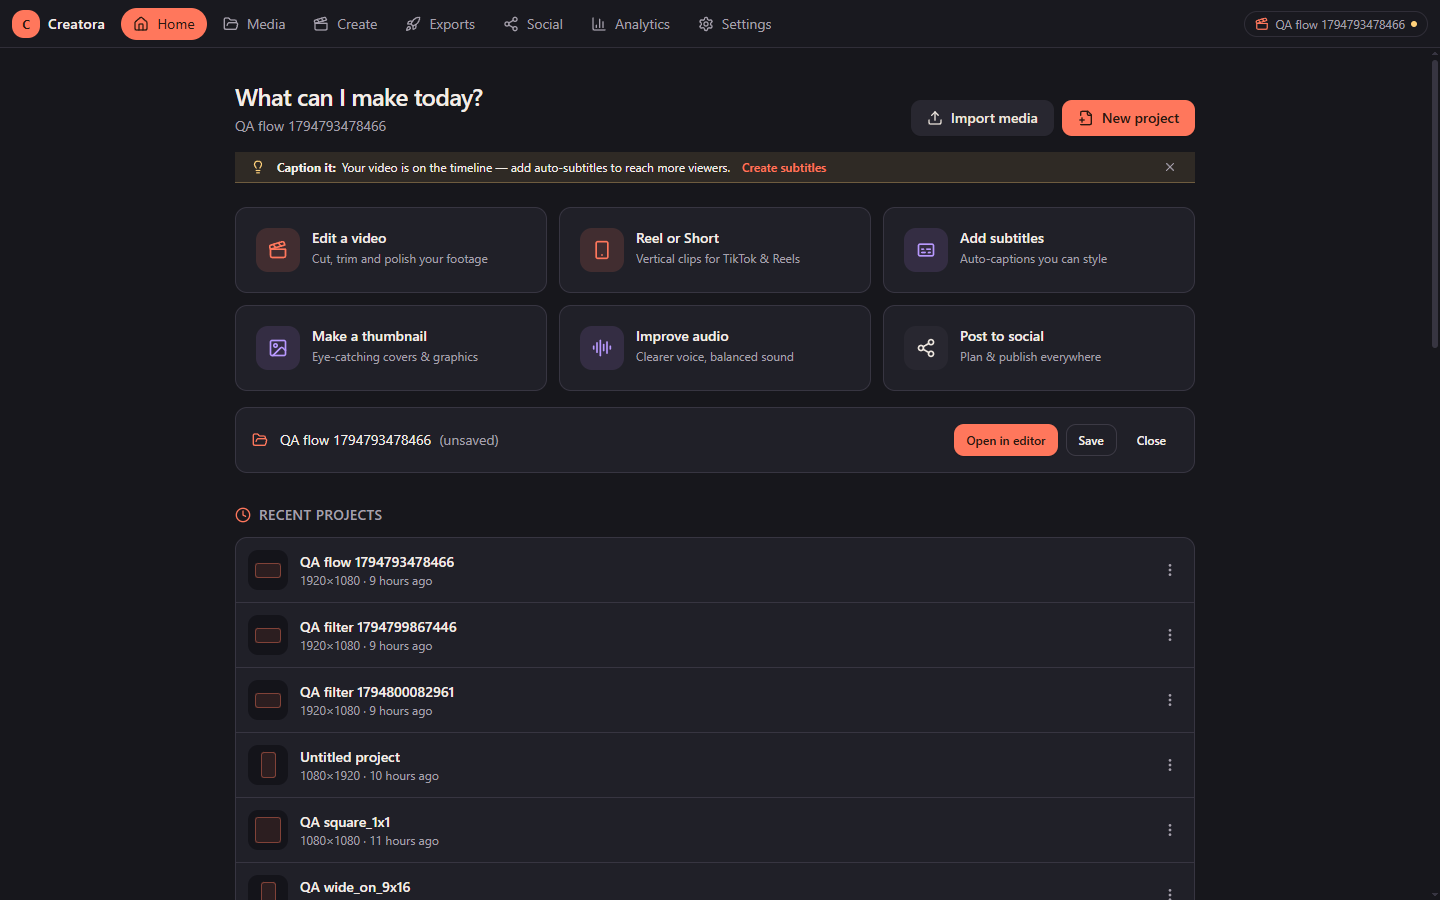 C Creatora Home Media Create Exports Social Analytics Settings QA flow 1794793478466
What can I make today?
QA flow 1794793478466
Import media New project
Caption it: Your video is on the timeline — add auto-subtitles to reach more viewers. Create subtitles
Edit a video
Cut, trim and polish your footage
Reel or Short
Vertical clips for TikTok & Reels
Add subtitles
Auto-captions you can style
Make a thumbnail
Eye-catching covers & graphics
Improve audio
Clearer voice, balanced sound
Post to social
Plan & publish everywhere
QA flow 1794793478466 (unsaved) Open in editor Save Close
RECENT PROJECTS
QA flow 1794793478466
1920×1080 · 9 hours ago
QA filter 1794799867446
1920×1080 · 9 hours ago
QA filter 1794800082961
1920×1080 · 9 hours ago
Untitled project
1080×1920 · 10 hours ago
QA square_1x1
1080×1080 · 11 hours ago
QA wide_on_9x16